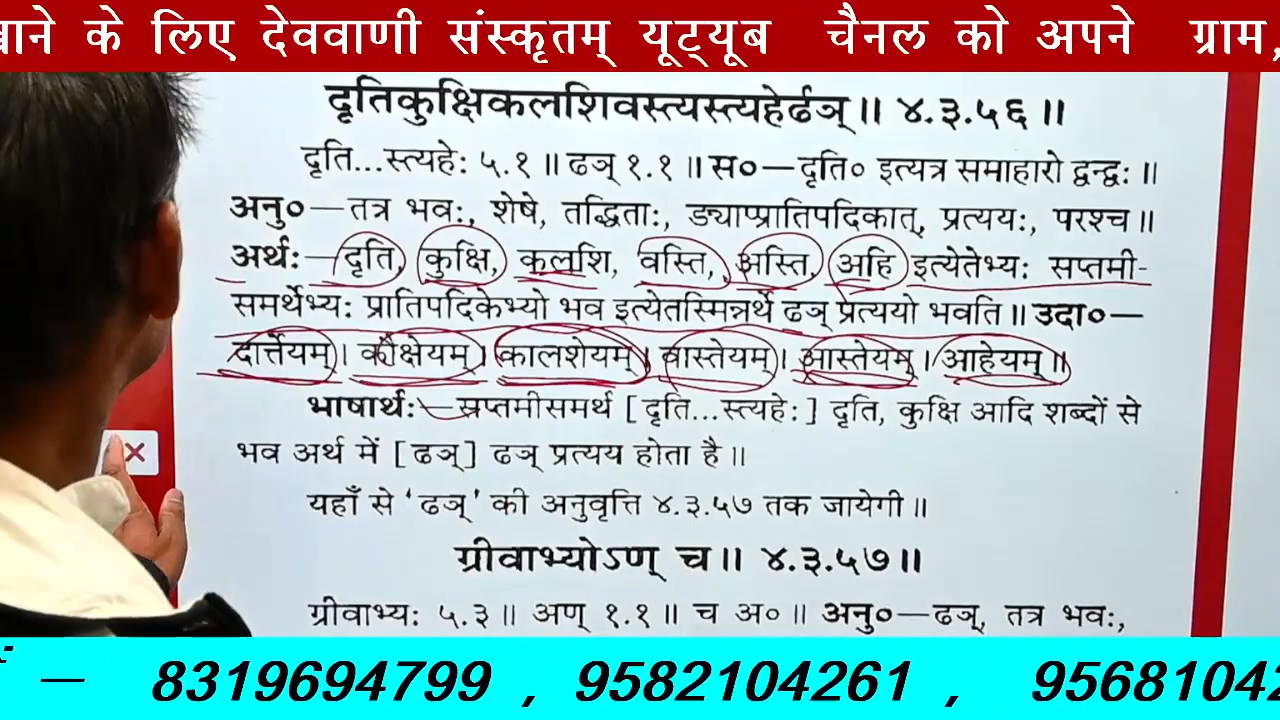 के लिए देववाणी संस्कृतम् यूट्यूब चैनल को अपने ग्राम,
दृतिकुक्षिकलशिवस्त्यस्त्यहेर्ढञ्॥ ४.३.५६॥
दृति...स्त्यहेः ५.१॥ ढञ् १.१॥ स०—दृति० इत्यत्र समाहारो द्वन्द्वः॥
अनु०—तत्र भवः, शेषे, तद्धिताः, ङ्याप्प्रातिपदिकात्, प्रत्ययः, परश्च॥
अर्थः—दृति, कुक्षि, कलशि, वस्ति, अस्ति, अहि इत्येतेभ्यः सप्तमी-
समर्थेभ्यः प्रातिपदिकेभ्यो भव इत्येतस्मिन्नर्थे ढञ् प्रत्ययो भवति॥ उदा०—
दार्त्तेयम्। कौक्षेयम्। कालशेयम्। वास्तेयम्। आस्तेयम्। आहेयम्॥
भाषार्थः—सप्तमीसमर्थ [दृति...स्त्यहेः] दृति, कुक्षि आदि शब्दों से
भव अर्थ में [ढञ्] ढञ् प्रत्यय होता है॥
यहाँ से 'ढञ्' की अनुवृत्ति ४.३.५७ तक जायेगी॥
ग्रीवाभ्योऽण् च॥ ४.३.५७॥
ग्रीवाभ्यः ५.३॥ अण् १.१॥ च अ०॥ अनु०—ढञ्, तत्र भवः,
— 8319694799 , 9582104261 ,